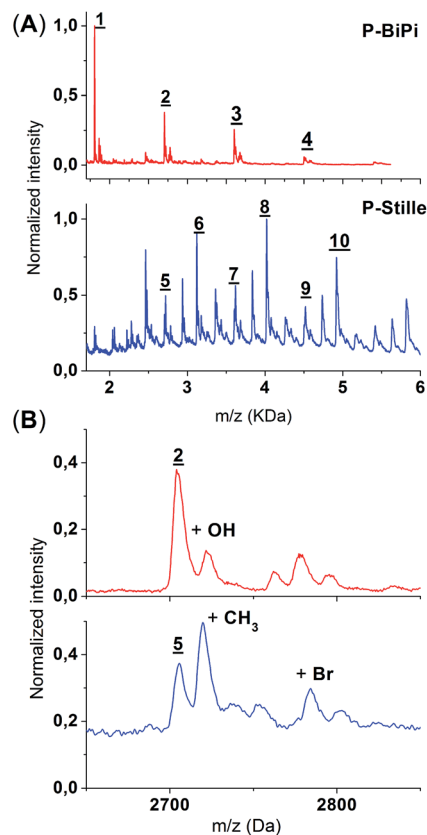 (A)
P-BiPi
1
1,0
2
0,5
3
4
0,0
Normalized intensity
P-Stille
1,0
8
6
10
5
7
9
0,5
0,0
2 3 4 5 6
m/z (KDa)
(B)
2
0,4
+ OH
0,2
0,0
Normalized intensity
+ CH₃
5
0,4
+ Br
0,2
0,0
2700 2800
m/z (Da)